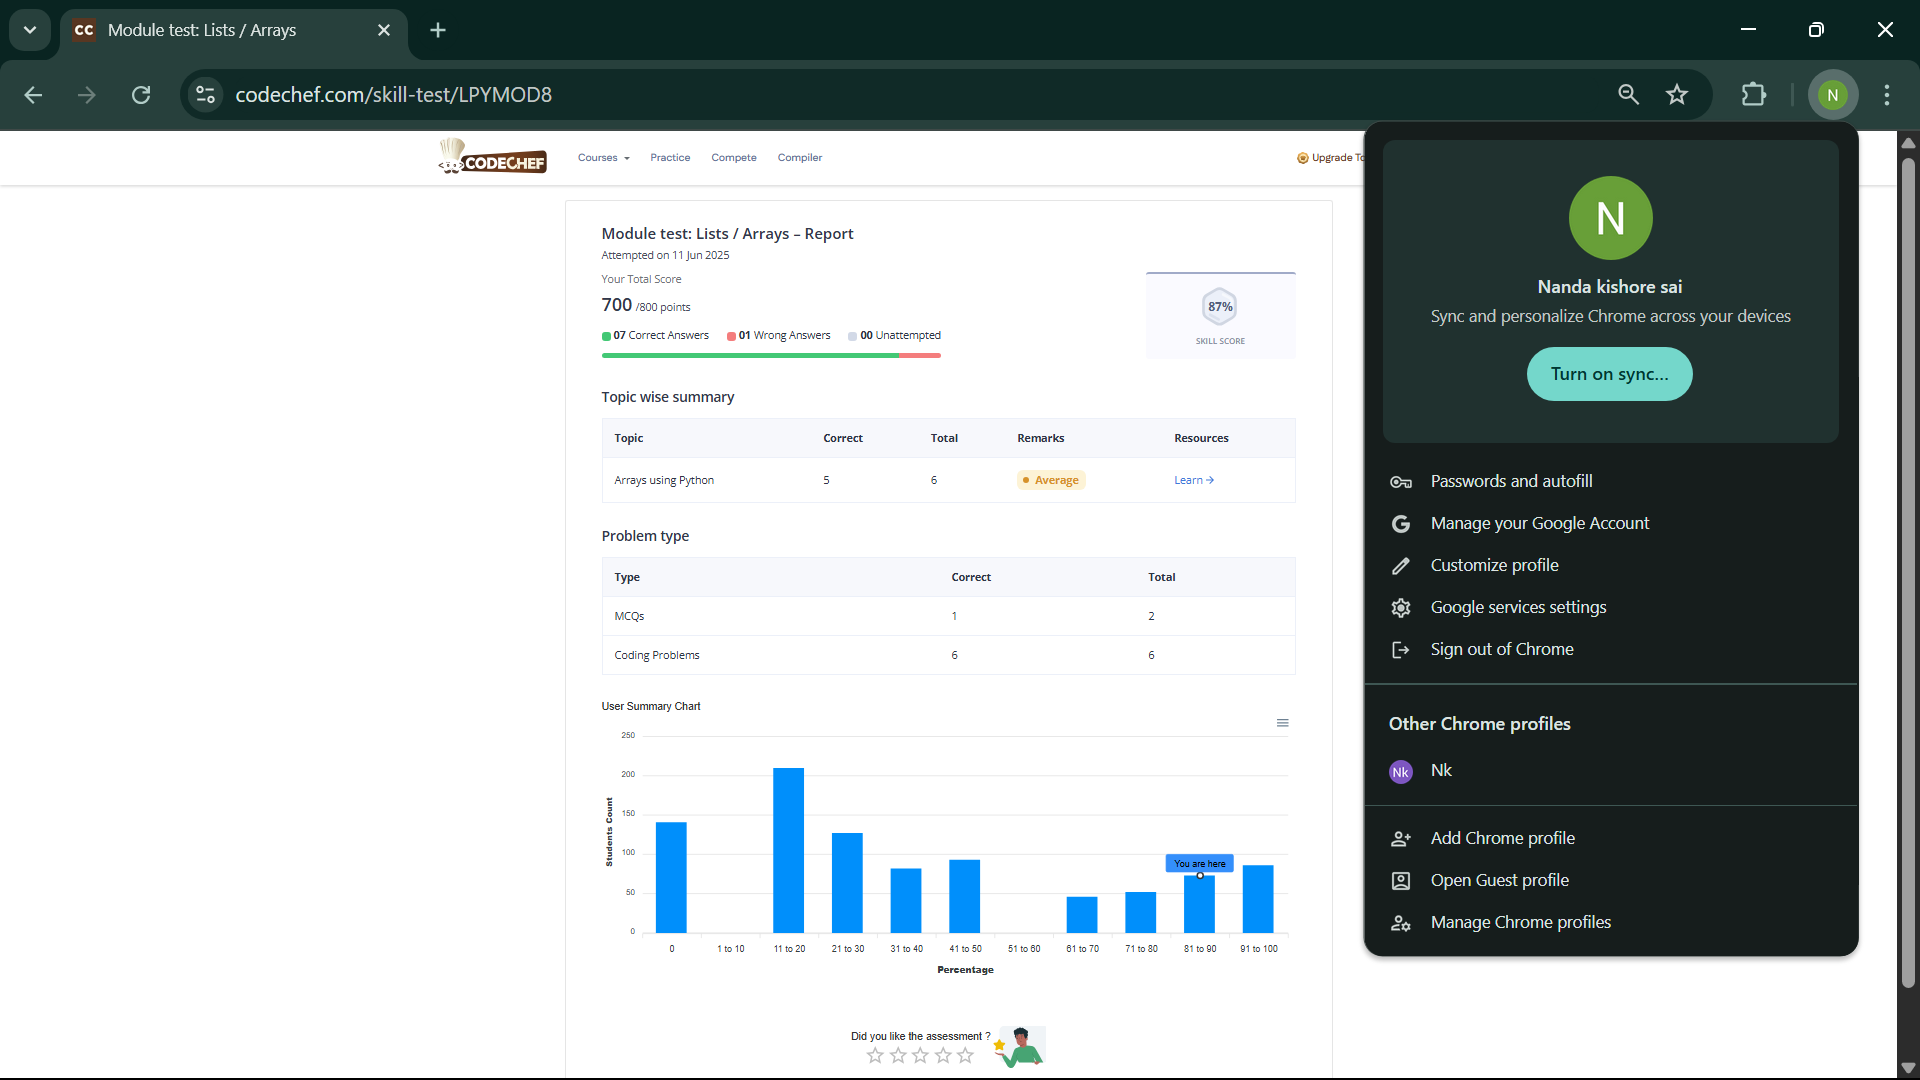 CC Module test: Lists / Arrays
codechef.com/skill-test/LPYMOD8
N
CODECHEF
Courses
Practice
Compete
Compiler
Upgrade To
Module test: Lists / Arrays – Report
Attempted on 11 Jun 2025
Your Total Score
700 /800 points
07 Correct Answers 01 Wrong Answers 00 Unattempted
87%
SKILL SCORE
Topic wise summary
Topic Correct Total Remarks Resources
Arrays using Python 5 6 Average Learn
Problem type
Type Correct Total
MCQs 1 2
Coding Problems 6 6
User Summary Chart
250
200
150
100
50
0
Students Count
You are here
0 1 to 10 11 to 20 21 to 30 31 to 40 41 to 50 51 to 60 61 to 70 71 to 80 81 to 90 91 to 100
Percentage
Did you like the assessment ?
N
Nanda kishore sai
Sync and personalize Chrome across your devices
Turn on sync...
Passwords and autofill
G Manage your Google Account
Customize profile
Google services settings
Sign out of Chrome
Other Chrome profiles
Nk Nk
Add Chrome profile
Open Guest profile
Manage Chrome profiles